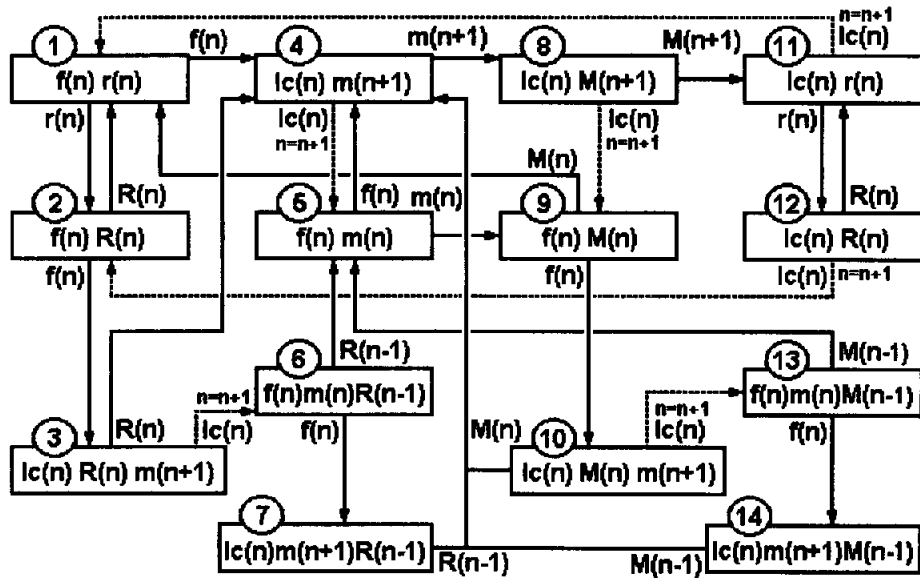 n=n+1
lc(n)
1
f(n)
4
m(n+1)
8
M(n+1)
11
f(n) r(n)
lc(n) m(n+1)
lc(n) M(n+1)
lc(n) r(n)
r(n)
lc(n)
n=n+1
lc(n)
n=n+1
r(n)
M(n)
2
R(n)
5
f(n)
m(n)
9
12
R(n)
f(n) R(n)
f(n) m(n)
f(n) M(n)
lc(n) R(n)
f(n)
f(n)
lc(n)
n=n+1
6
R(n-1)
13
M(n-1)
n=n+1
f(n)m(n)R(n-1)
n=n+1
f(n)m(n)M(n-1)
3
R(n)
lc(n)
f(n)
M(n)
10
lc(n)
f(n)
lc(n) R(n) m(n+1)
lc(n) M(n) m(n+1)
7
14
lc(n)m(n+1)R(n-1)
R(n-1)
M(n-1)
lc(n)m(n+1)M(n-1)